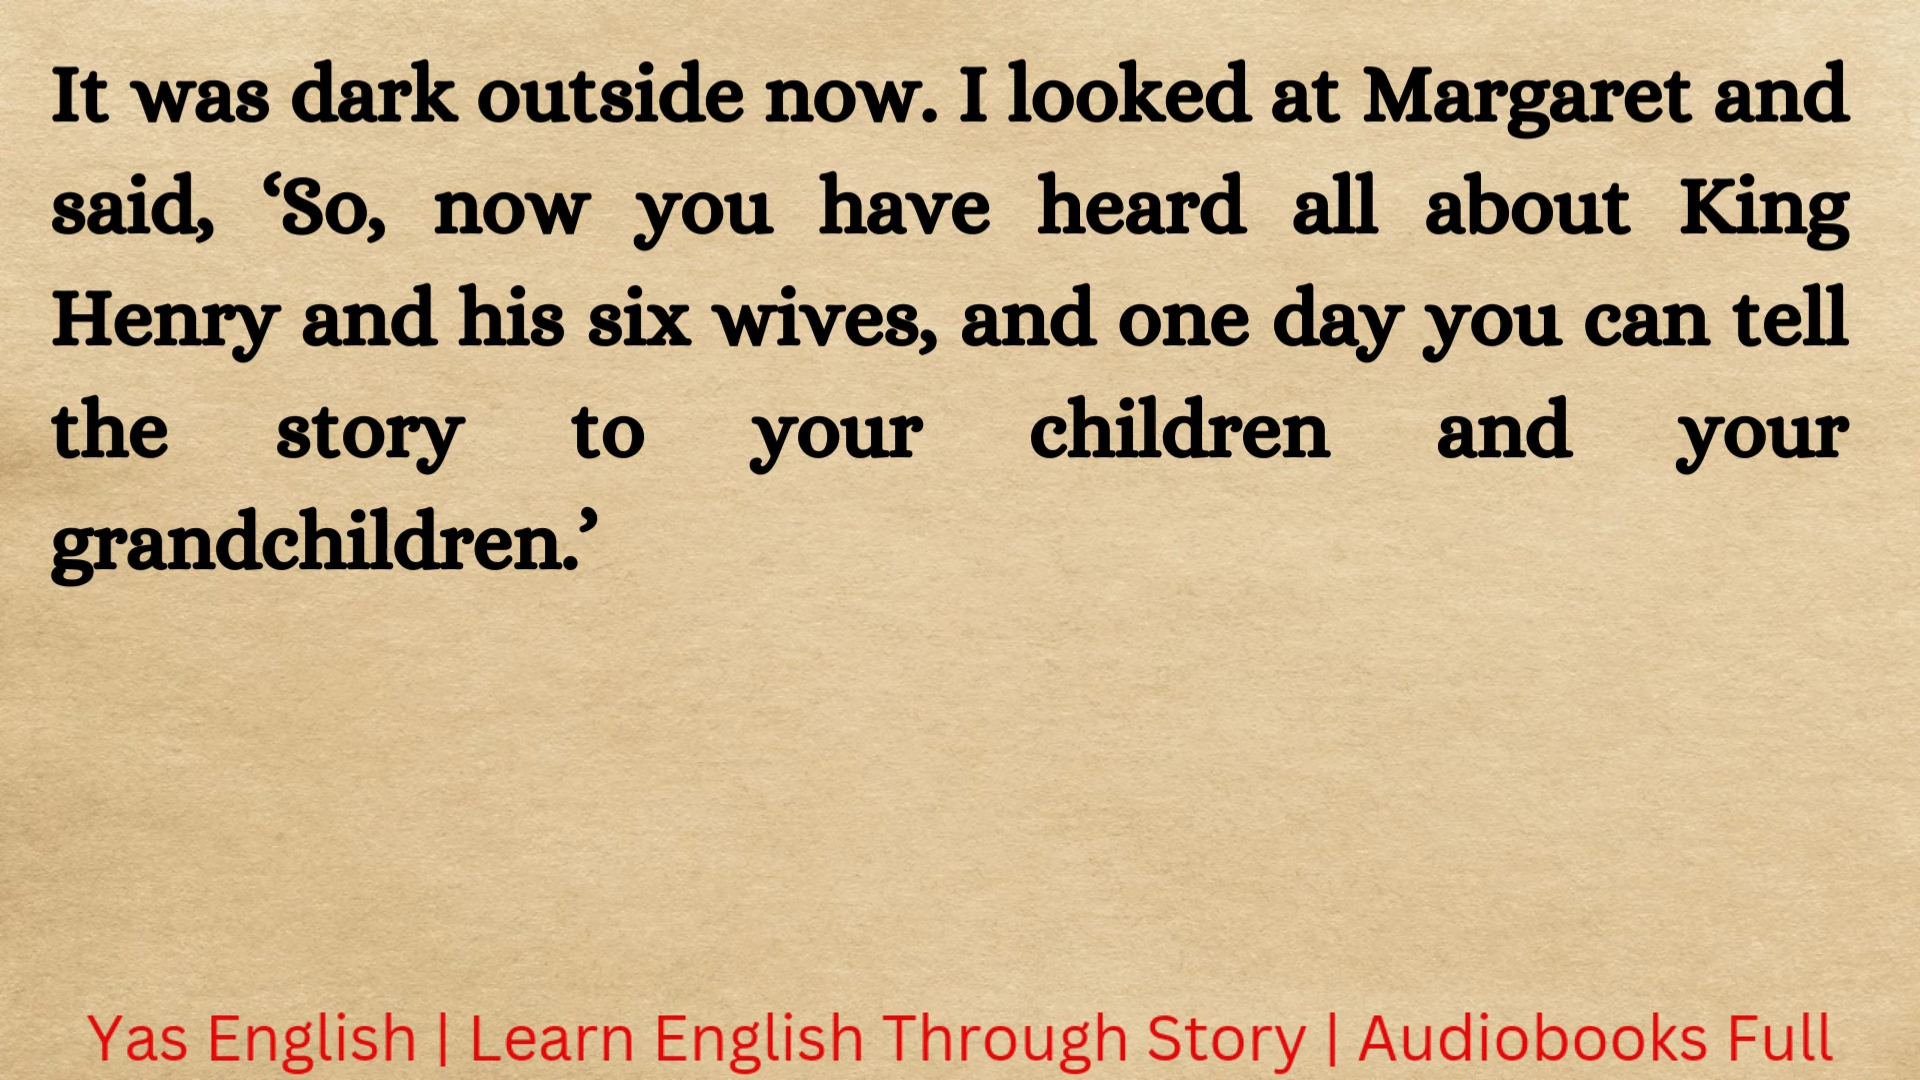 It was dark outside now. I looked at Margaret and
said, ‘So, now you have heard all about King
Henry and his six wives, and one day you can tell
the story to your children and your
grandchildren.’
Yas English | Learn English Through Story | Audiobooks Full